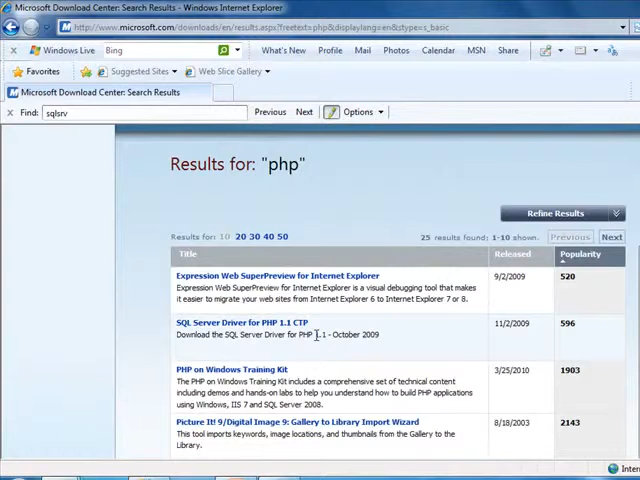 Microsoft Download Center: Search Results - Windows Internet Explorer
http://www.microsoft.com/downloads/en/results.aspx?freetext=php&displaylang=en&stype=s_basic
Windows Live Bing What's New Profile Mail Photos Calendar MSN Share
Favorites Suggested Sites Web Slice Gallery
Microsoft Download Center: Search Results
Find: sqlsrv Previous Next Options
Results for: "php"
Refine Results
Results for: 10 20 30 40 50 25 results found; 1-10 shown. Previous Next
Title Released Popularity
Expression Web SuperPreview for Internet Explorer 9/2/2009 520
Expression Web SuperPreview for Internet Explorer is a visual debugging tool that makes
it easier to migrate your web sites from Internet Explorer 6 to Internet Explorer 7 or 8.
SQL Server Driver for PHP 1.1 CTP 11/2/2009 596
Download the SQL Server Driver for PHP 1.1 - October 2009
PHP on Windows Training Kit 3/25/2010 1903
The PHP on Windows Training Kit includes a comprehensive set of technical content
including demos and hands-on labs to help you understand how to build PHP applications
using Windows, IIS 7 and SQL Server 2008.
Picture It! 9/Digital Image 9: Gallery to Library Import Wizard 8/18/2003 2143
This tool imports keywords, image locations, and thumbnails from the Gallery to the
Library.